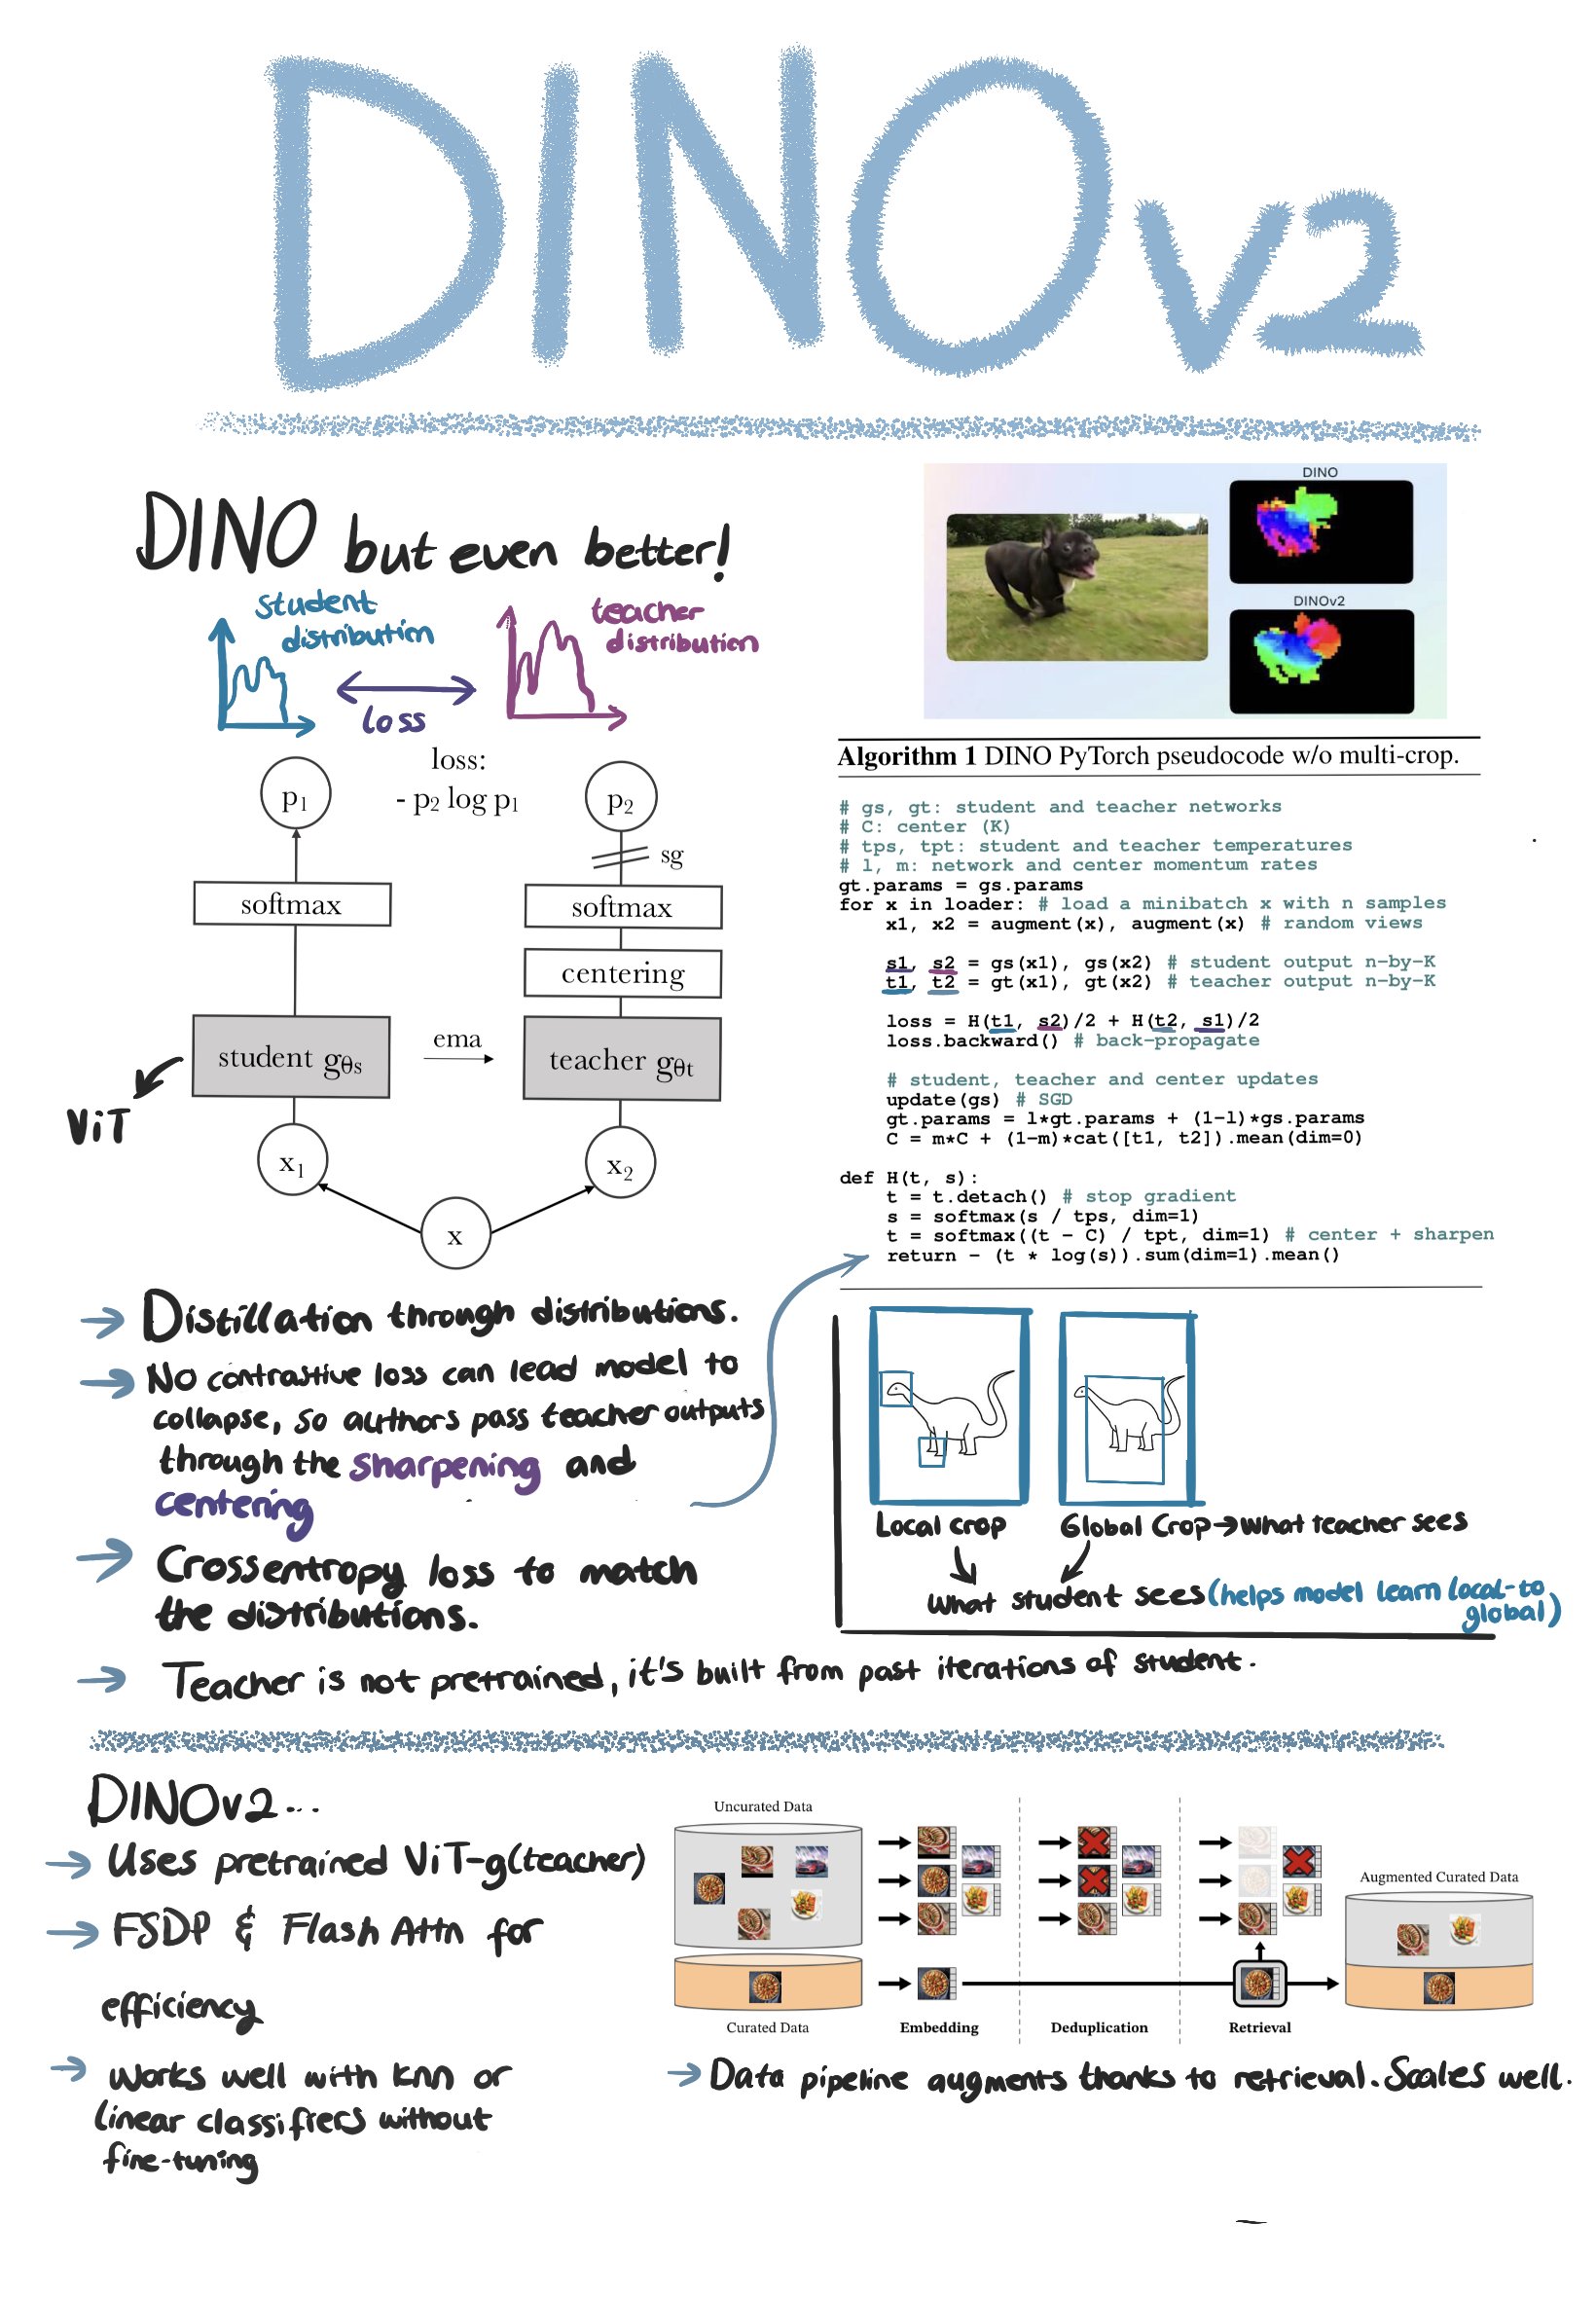 DINOv2
DINO but even better!
student
distribution
teacher
distribution
loss
loss:
- p2 log p1
p1
p2
sg
softmax
softmax
centering
student gθs
ema
teacher gθt
ViT
x1
x2
x
DINO
DINOv2
Algorithm 1 DINO PyTorch pseudocode w/o multi-crop.
# gs, gt: student and teacher networks
# C: center (K)
# tps, tpt: student and teacher temperatures
# l, m: network and center momentum rates
gt.params = gs.params
for x in loader: # load a minibatch x with n samples
x1, x2 = augment(x), augment(x) # random views
s1, s2 = gs(x1), gs(x2) # student output n-by-K
t1, t2 = gt(x1), gt(x2) # teacher output n-by-K
loss = H(t1, s2)/2 + H(t2, s1)/2
loss.backward() # back-propagate
# student, teacher and center updates
update(gs) # SGD
gt.params = l*gt.params + (1-l)*gs.params
C = m*C + (1-m)*cat([t1, t2]).mean(dim=0)
def H(t, s):
t = t.detach() # stop gradient
s = softmax(s / tps, dim=1)
t = softmax((t - C) / tpt, dim=1) # center + sharpen
return - (t * log(s)).sum(dim=1).mean()
→ Distillation through distributions.
→ No contrastive loss can lead model to
collapse, so authors pass teacher outputs
through the sharpening and
centering
→ Crossentropy loss to match
the distributions.
→ Teacher is not pretrained, it's built from past iterations of student.
Local crop
Global Crop → What teacher sees
What student sees (helps model learn local-to
global)
DINOv2...
→ Uses pretrained ViT-g(teacher)
→ FSDP & Flash Attn for
efficiency
→ Works well with knn or
linear classifiers without
fine-tuning
Uncurated Data
Augmented Curated Data
Curated Data
Embedding
Deduplication
Retrieval
→ Data pipeline augments thanks to retrieval. Scales well.